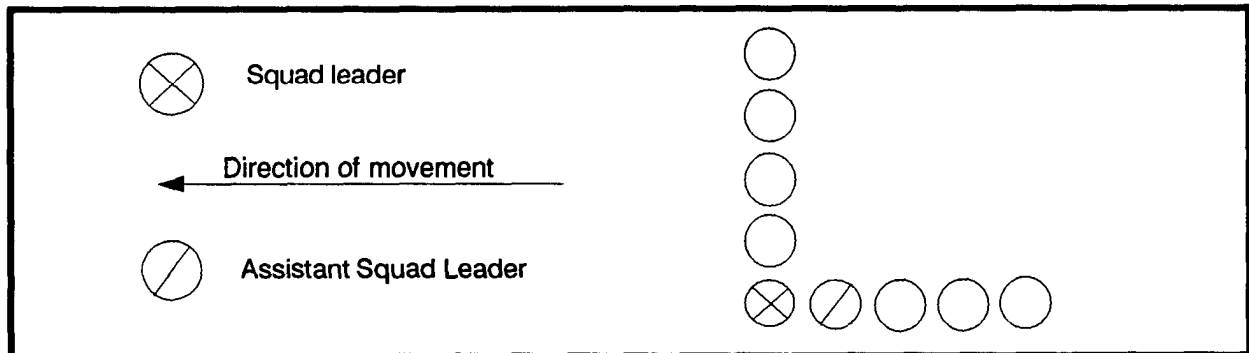 Squad leader
Direction of movement
Assistant Squad Leader